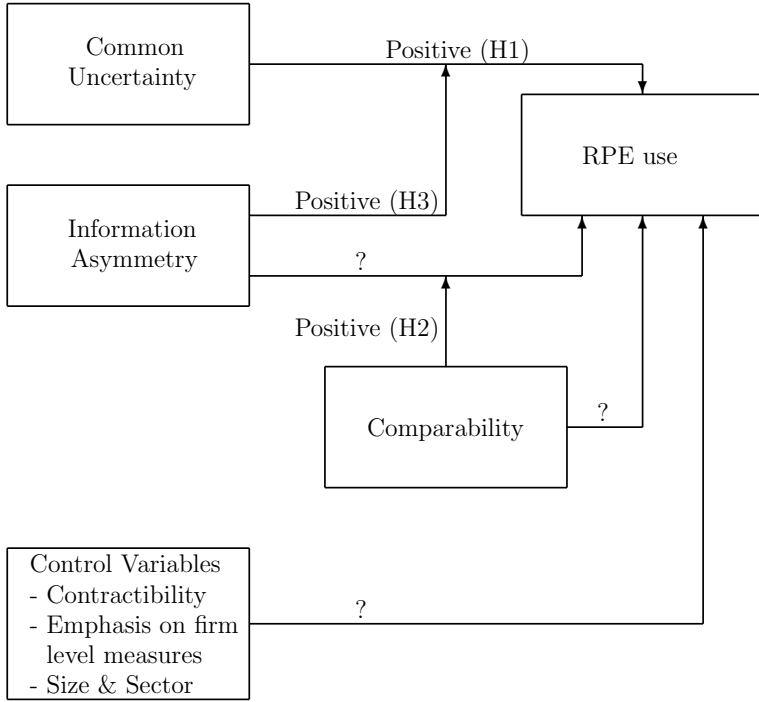 Common
Uncertainty
Positive (H1)
RPE use
Positive (H3)
Information
Asymmetry
?
Positive (H2)
Comparability
?
Control Variables
- Contractibility
- Emphasis on firm
level measures
- Size & Sector
?